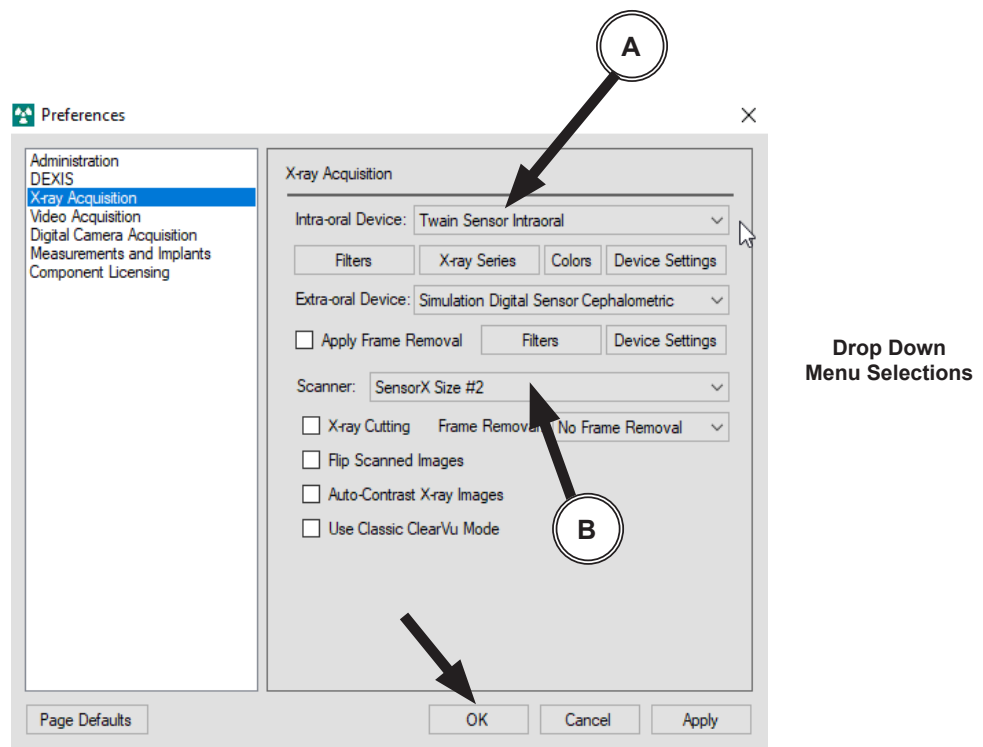 A
Preferences
Administration
DEXIS
X-ray Acquisition
Video Acquisition
Digital Camera Acquisition
Measurements and Implants
Component Licensing
X-ray Acquisition
Intra-oral Device: Twain Sensor Intraoral
Filters X-ray Series Colors Device Settings
Extra-oral Device: Simulation Digital Sensor Cephalometric
Apply Frame Removal Filters Device Settings
Scanner: SensorX Size #2
X-ray Cutting Frame Removal No Frame Removal
Flip Scanned Images
Auto-Contrast X-ray Images
Use Classic ClearVu Mode
B
Page Defaults OK Cancel Apply
Drop Down
Menu Selections